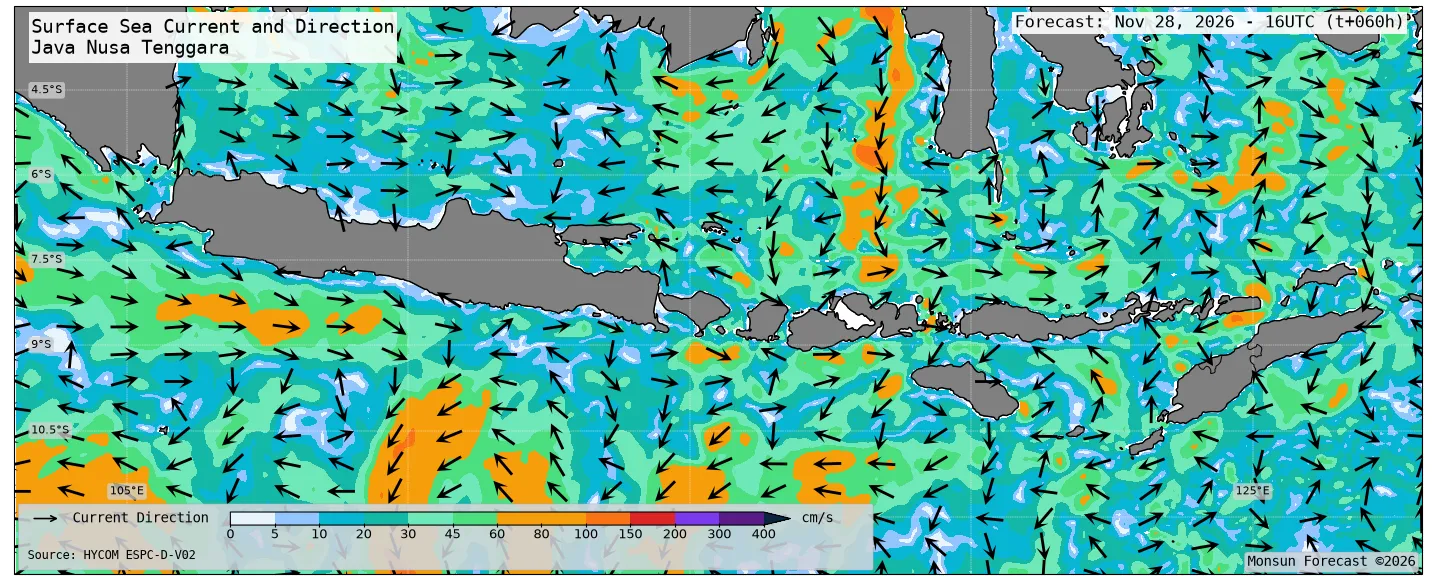 Surface Sea Current and Direction
Java Nusa Tenggara
Forecast: Nov 28, 2026 - 16UTC (t+060h)
4.5°S
6°S
7.5°S
9°S
10.5°S
105°E
125°E
Current Direction
0 5 10 20 30 45 60 80 100 150 200 300 400 cm/s
Source: HYCOM ESPC-D-V02
Monsun Forecast ©2026